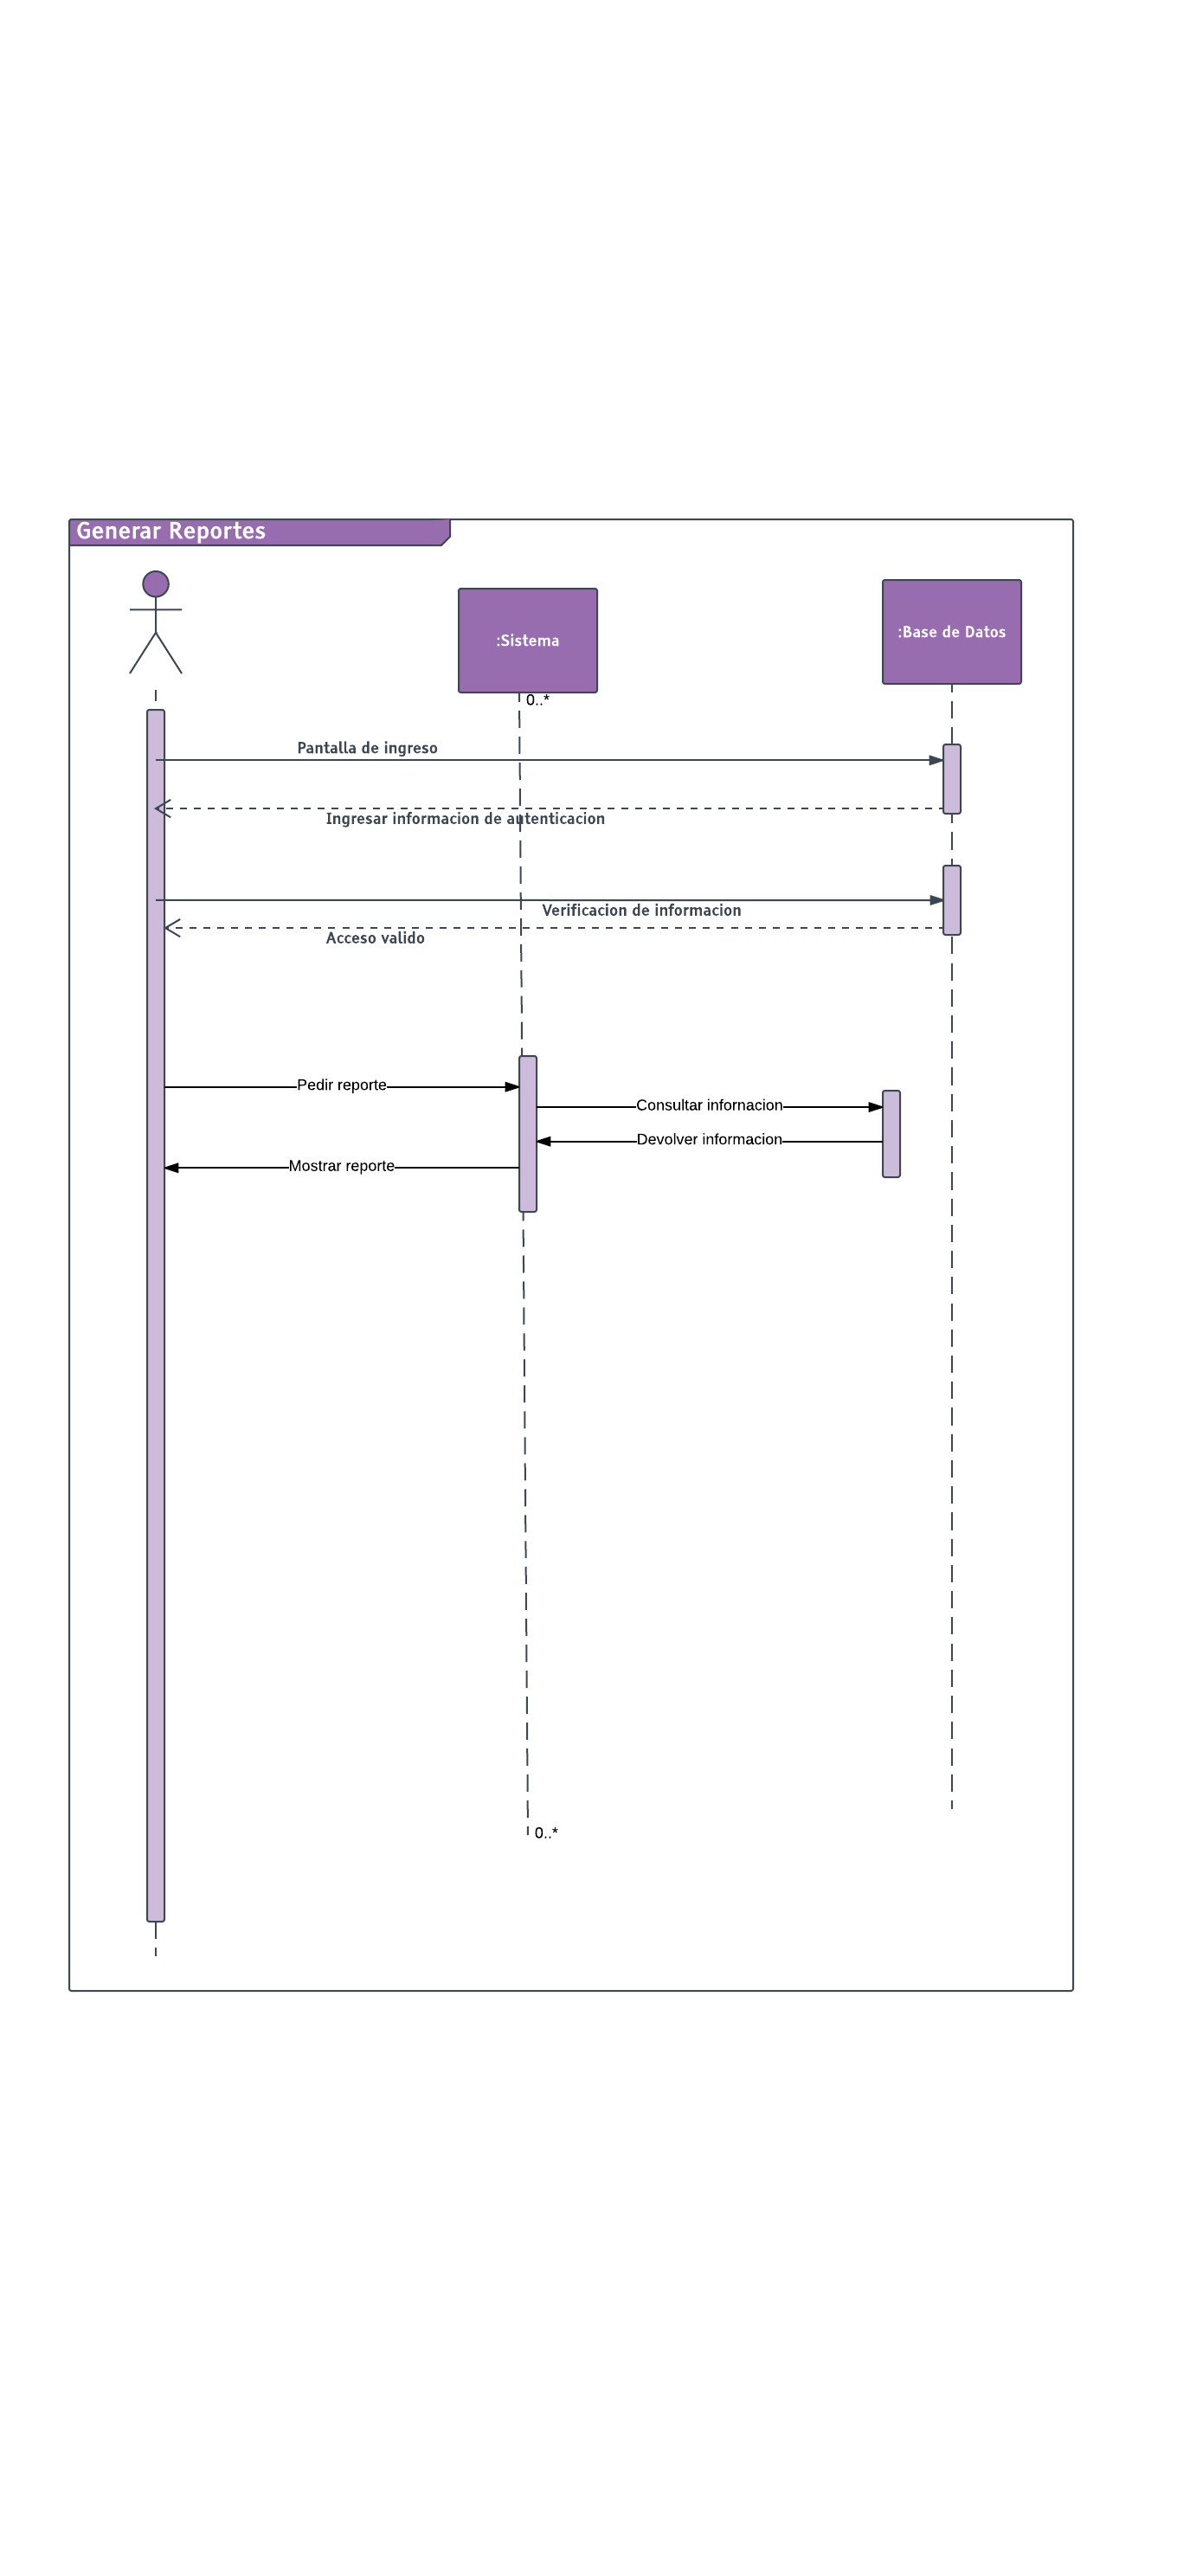 Generar Reportes
:Sistema
:Base de Datos
0..*
Pantalla de ingreso
Ingresar informacion de autenticacion
Verificacion de informacion
Acceso valido
Pedir reporte
Consultar infornacion
Devolver informacion
Mostrar reporte
0..*